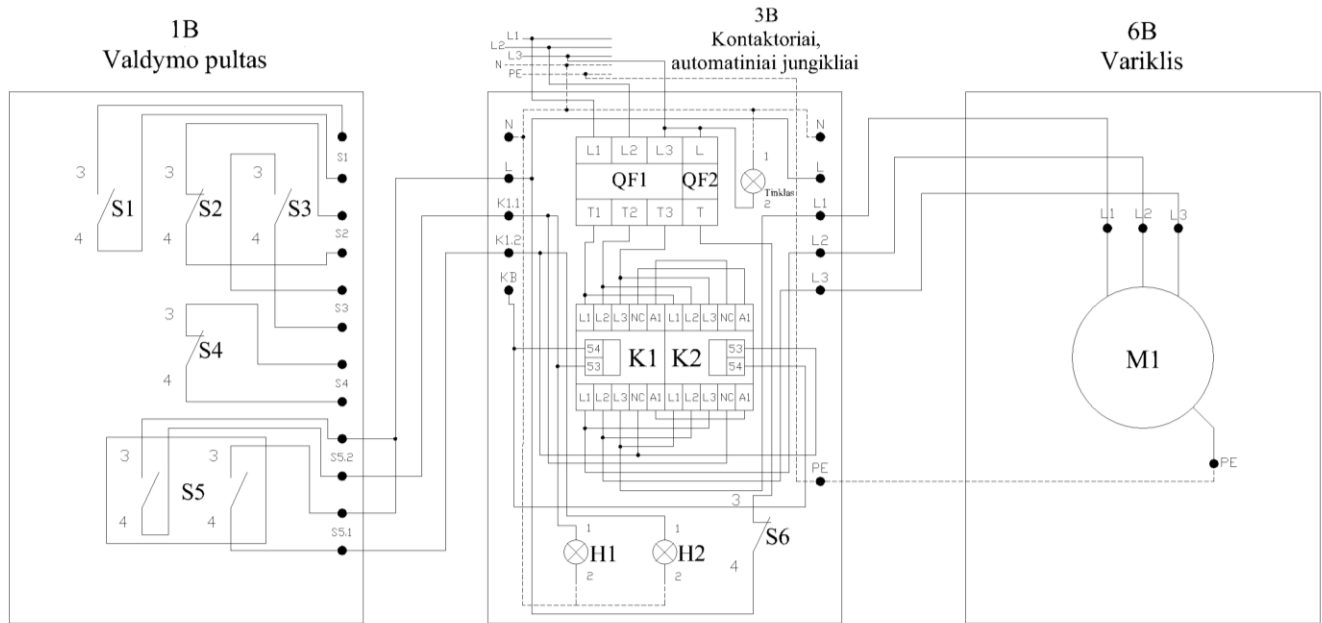 1B
Valdymo pultas
3B
Kontaktoriai,
automatiniai jungikliai
6B
Variklis
L1
L2
L3
N
PE
3
S1
4
3
S2
4
3
S3
4
3
S4
4
3
4
S5
3
4
S1
S2
S3
S4
S5.2
S5.1
N
L
K1.1
K1.2
KB
L1 L2 L3 L
QF1 QF2
T1 T2 T3 T
1
Tinklas
2
L1 L2 L3 NC A1 L1 L2 L3 NC A1
54 K1 K2 53
53 54
L1 L2 L3 NC A1 L1 L2 L3 NC A1
1
H1
2
1
H2
2
3
S6
4
N
L
L1
L2
L3
PE
L1 L2 L3
M1
PE